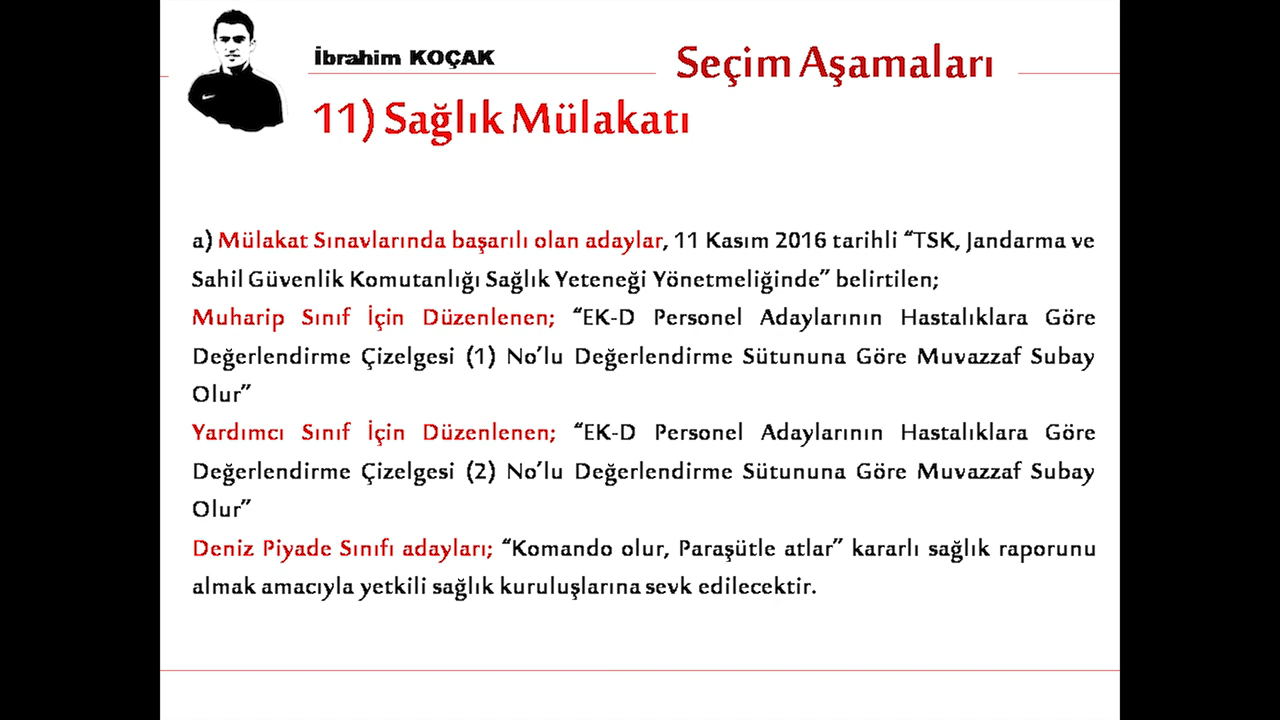 İbrahim KOÇAK
Seçim Aşamaları
11) Sağlık Mülakatı
a) Mülakat Sınavlarında başarılı olan adaylar, 11 Kasım 2016 tarihli “TSK, Jandarma ve
Sahil Güvenlik Komutanlığı Sağlık Yeteneği Yönetmeliğinde” belirtilen;
Muharip Sınıf İçin Düzenlenen; “EK-D Personel Adaylarının Hastalıklara Göre
Değerlendirme Çizelgesi (1) No’lu Değerlendirme Sütununa Göre Muvazzaf Subay
Olur”
Yardımcı Sınıf İçin Düzenlenen; “EK-D Personel Adaylarının Hastalıklara Göre
Değerlendirme Çizelgesi (2) No’lu Değerlendirme Sütununa Göre Muvazzaf Subay
Olur”
Deniz Piyade Sınıfı adayları; “Komando olur, Paraşütle atlar” kararlı sağlık raporunu
almak amacıyla yetkili sağlık kuruluşlarına sevk edilecektir.